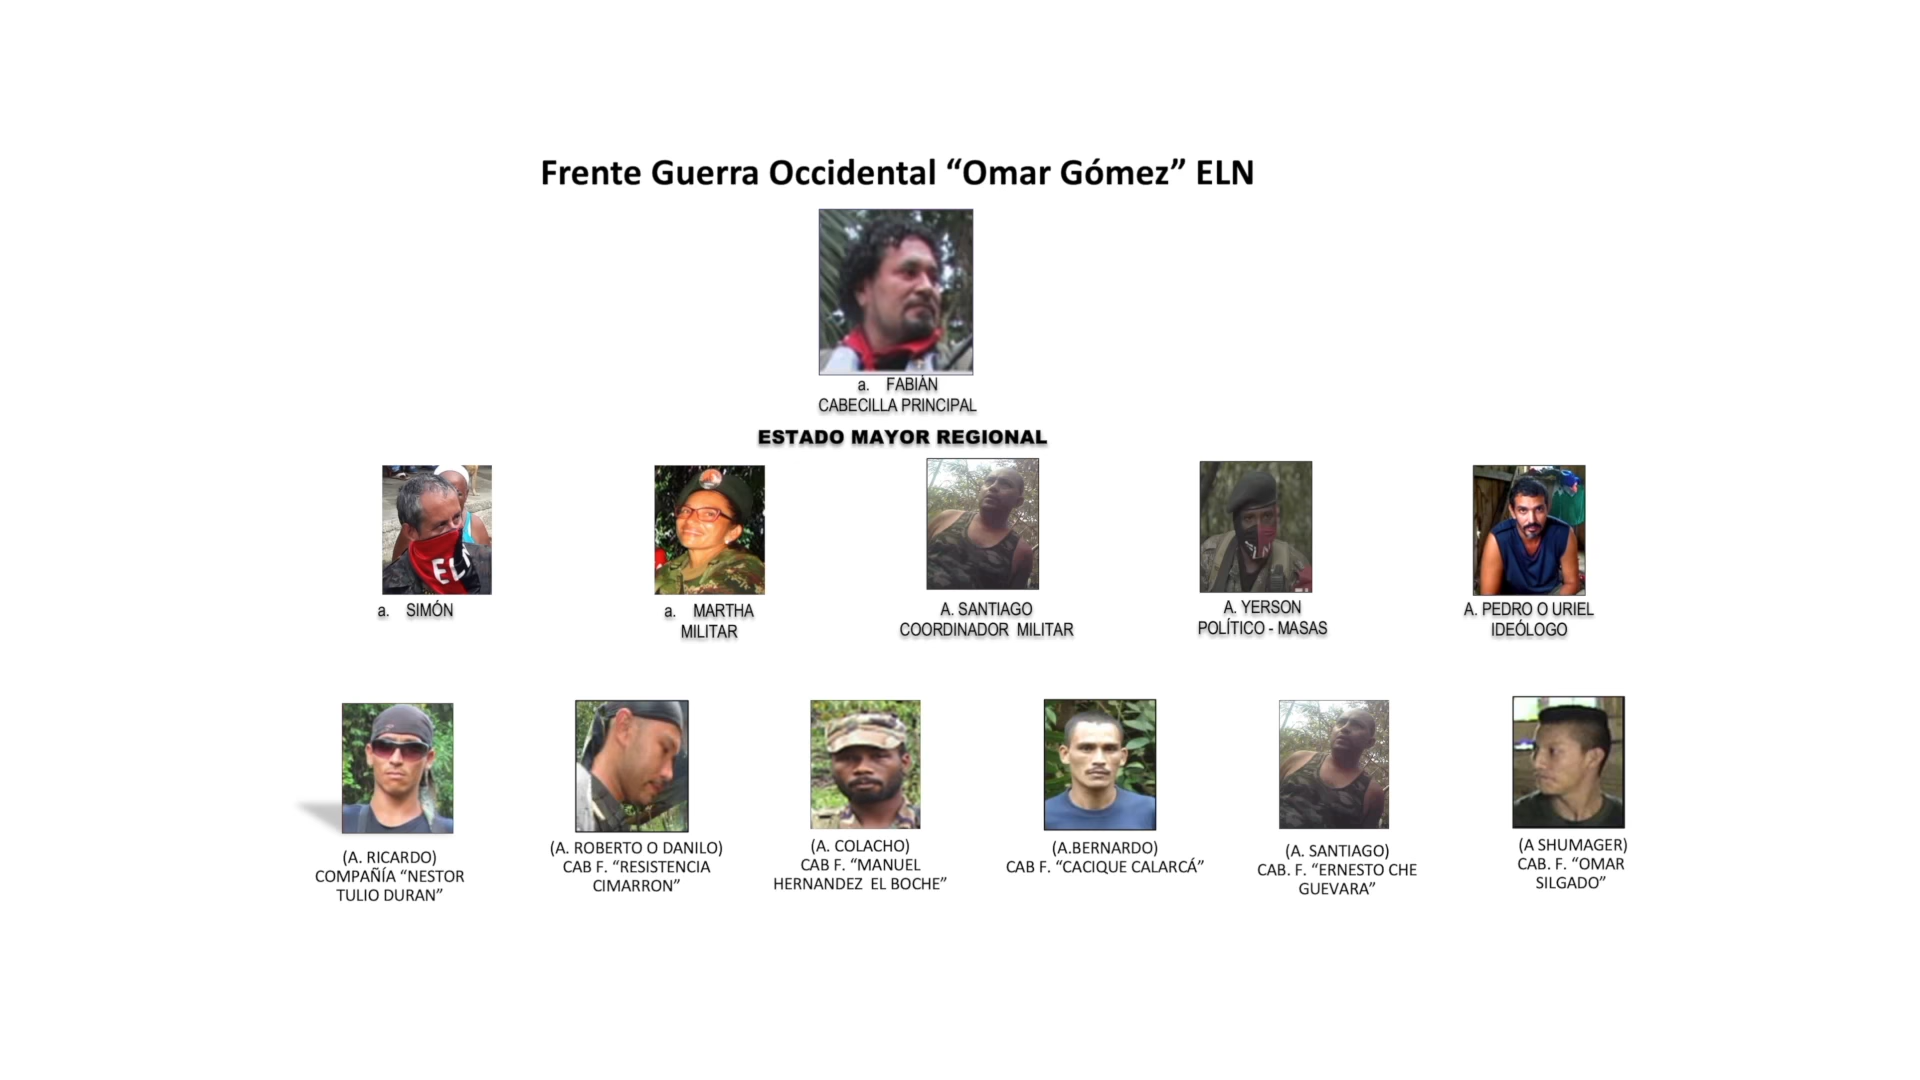 Frente Guerra Occidental “Omar Gómez” ELN
a. FABIÀN
CABECILLA PRINCIPAL
ESTADO MAYOR REGIONAL
ELN
a. SIMÓN
a. MARTHA
MILITAR
A. SANTIAGO
COORDINADOR MILITAR
ELN
A. YERSON
POLÍTICO - MASAS
A. PEDRO O URIEL
IDEÓLOGO
(A. RICARDO)
COMPAÑÍA “NESTOR
TULIO DURAN”
(A. ROBERTO O DANILO)
CAB F. “RESISTENCIA
CIMARRON”
(A. COLACHO)
CAB F. “MANUEL
HERNANDEZ EL BOCHE”
(A.BERNARDO)
CAB F. “CACIQUE CALARCÁ”
(A. SANTIAGO)
CAB. F. “ERNESTO CHE
GUEVARA”
(A SHUMAGER)
CAB. F. “OMAR
SILGADO”